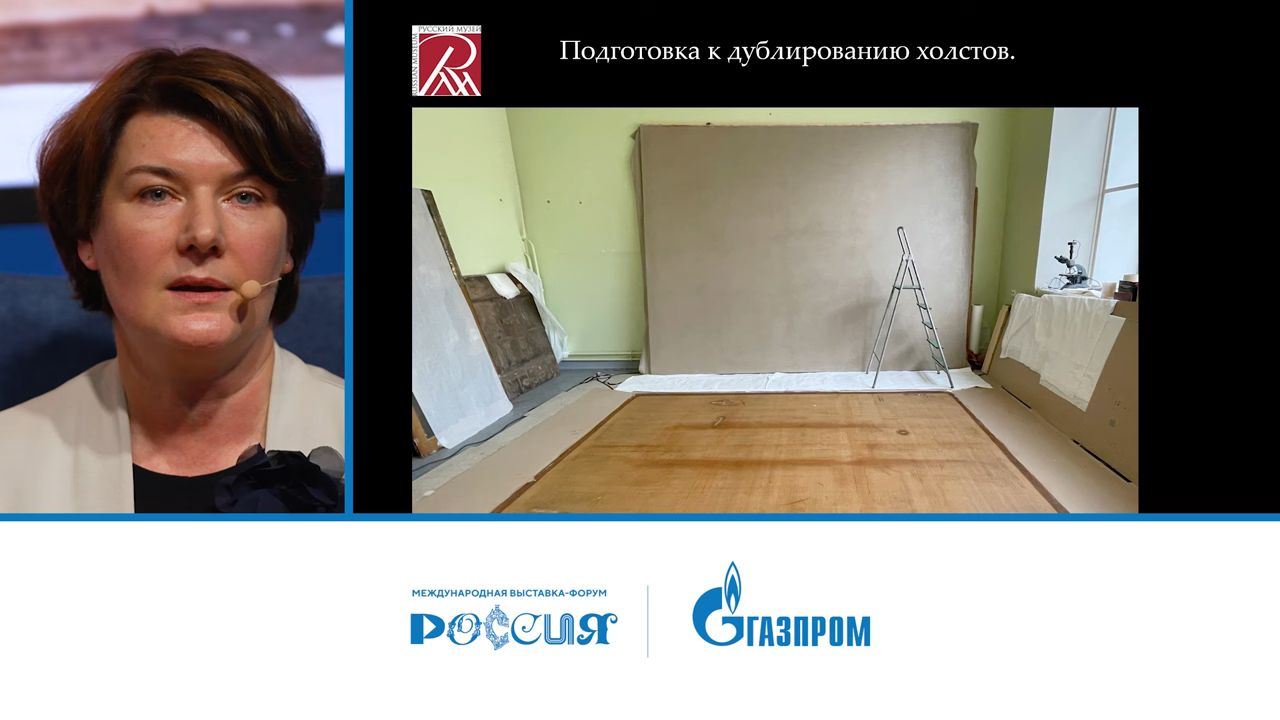 РУССКИЙ МУЗЕЙ
RUSSIAN MUSEUM
Подготовка к дублированию холстов.
МЕЖДУНАРОДНАЯ ВЫСТАВКА-ФОРУМ
РОССИЯ
ГАЗПРОМ